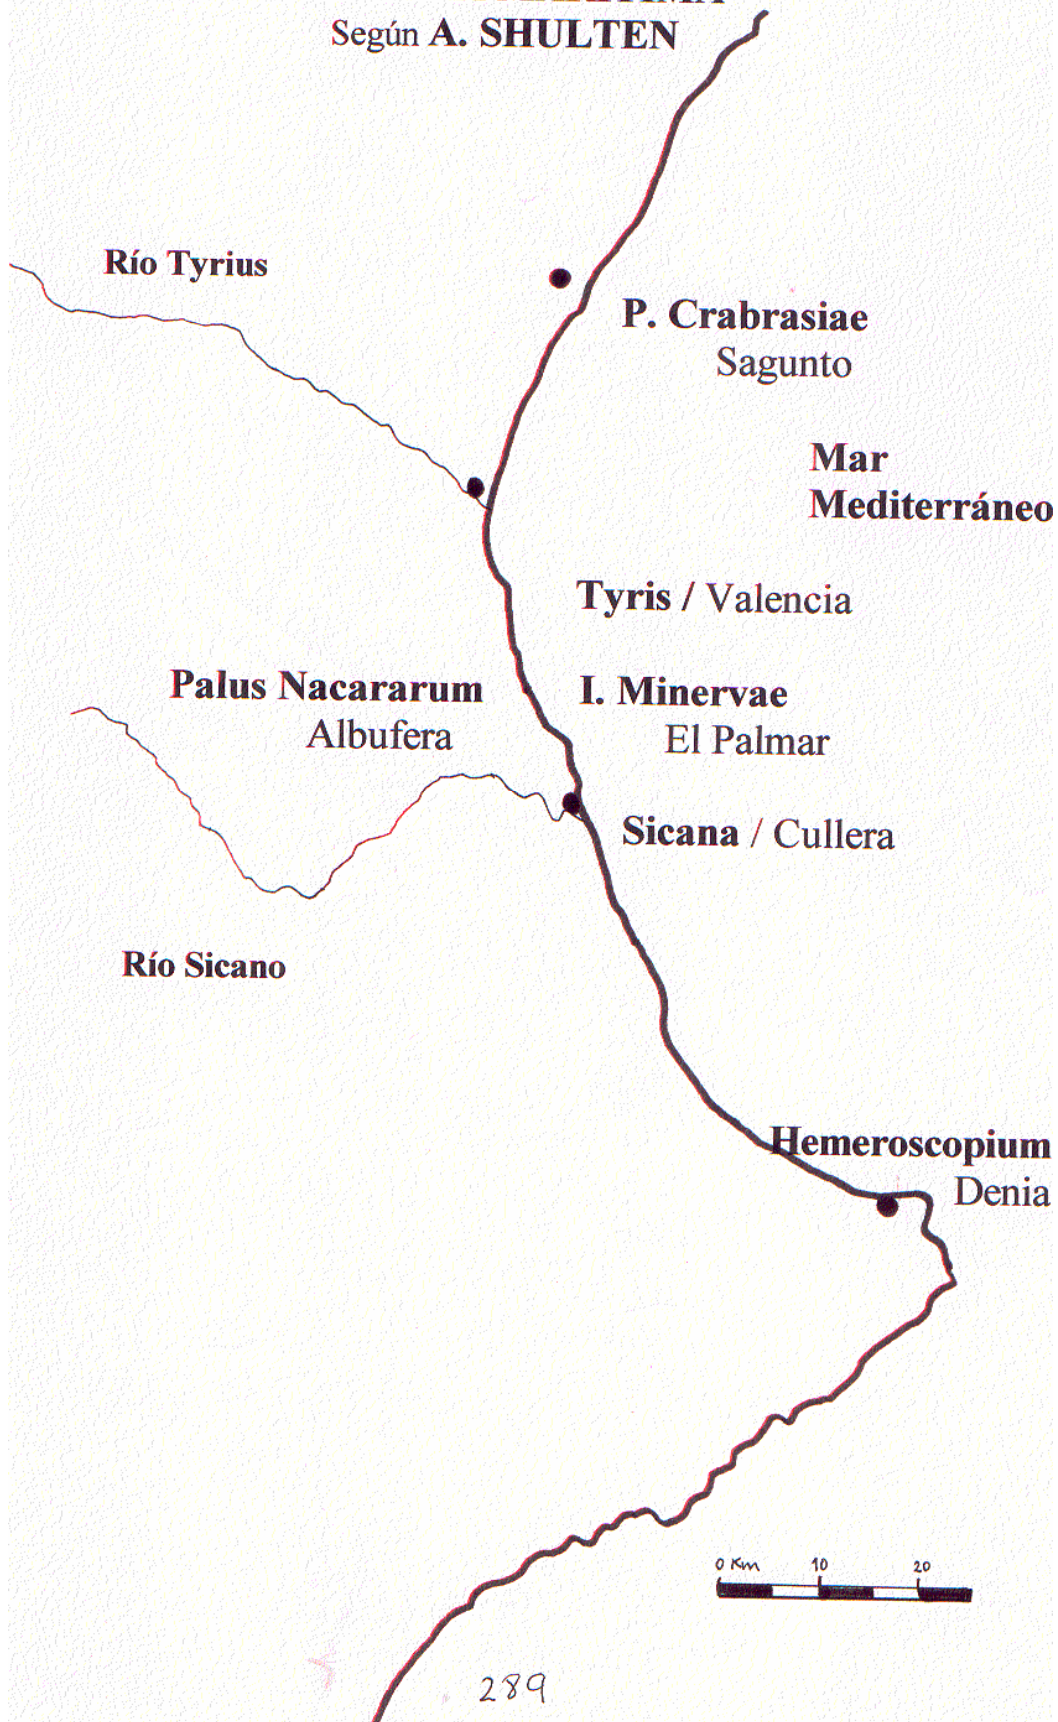 Según A. SHULTEN
Río Tyrius
P. Crabrasiae
Sagunto
Mar
Mediterráneo
Tyris / Valencia
Palus Nacararum
Albufera
I. Minervae
El Palmar
Sicana / Cullera
Río Sicano
Hemeroscopium
Denia
0 Km 10 20
289